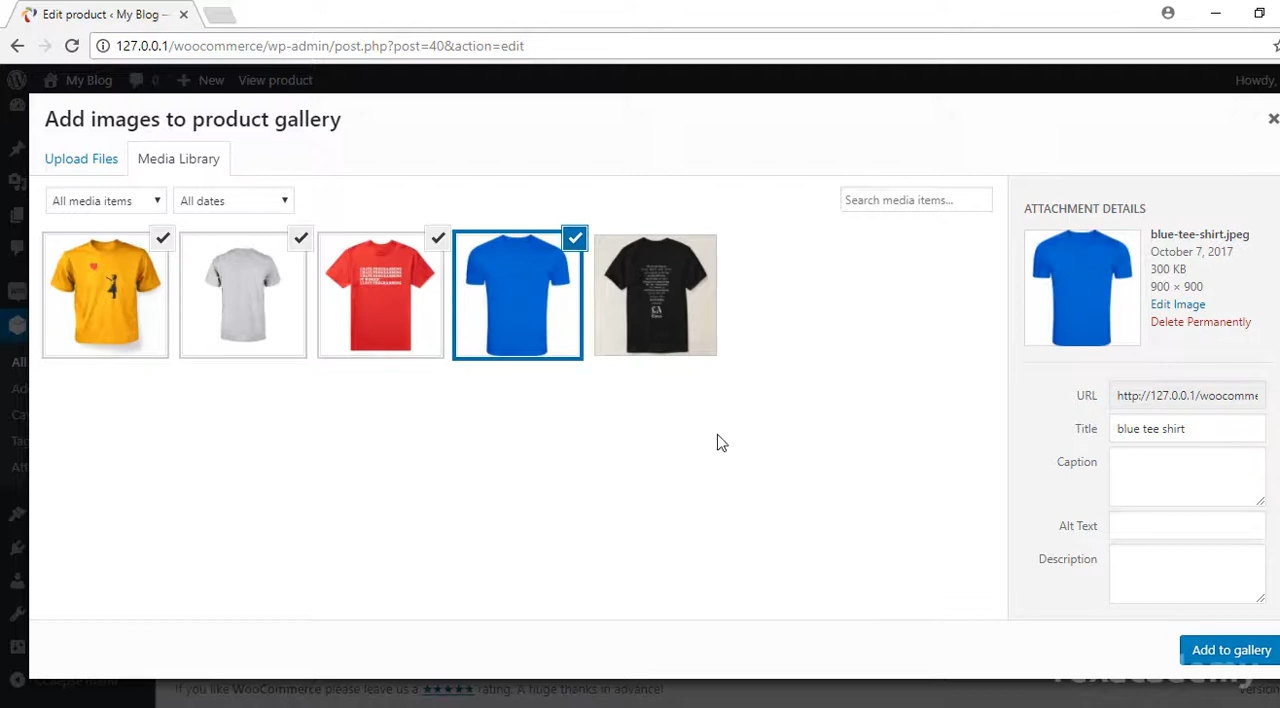 Edit product ‹ My Blog —
127.0.0.1/woocommerce/wp-admin/post.php?post=40&action=edit
My Blog 0 New View product Howdy,
Add images to product gallery
Upload Files Media Library
All media items All dates Search media items...
ATTACHMENT DETAILS
blue-tee-shirt.jpeg
October 7, 2017
300 KB
900 × 900
Edit Image
Delete Permanently
URL http://127.0.0.1/woocomme
Title blue tee shirt
Caption
Alt Text
Description
All
Add to gallery
If you like WooCommerce please leave us a ★★★★★ rating. A huge thanks in advance!